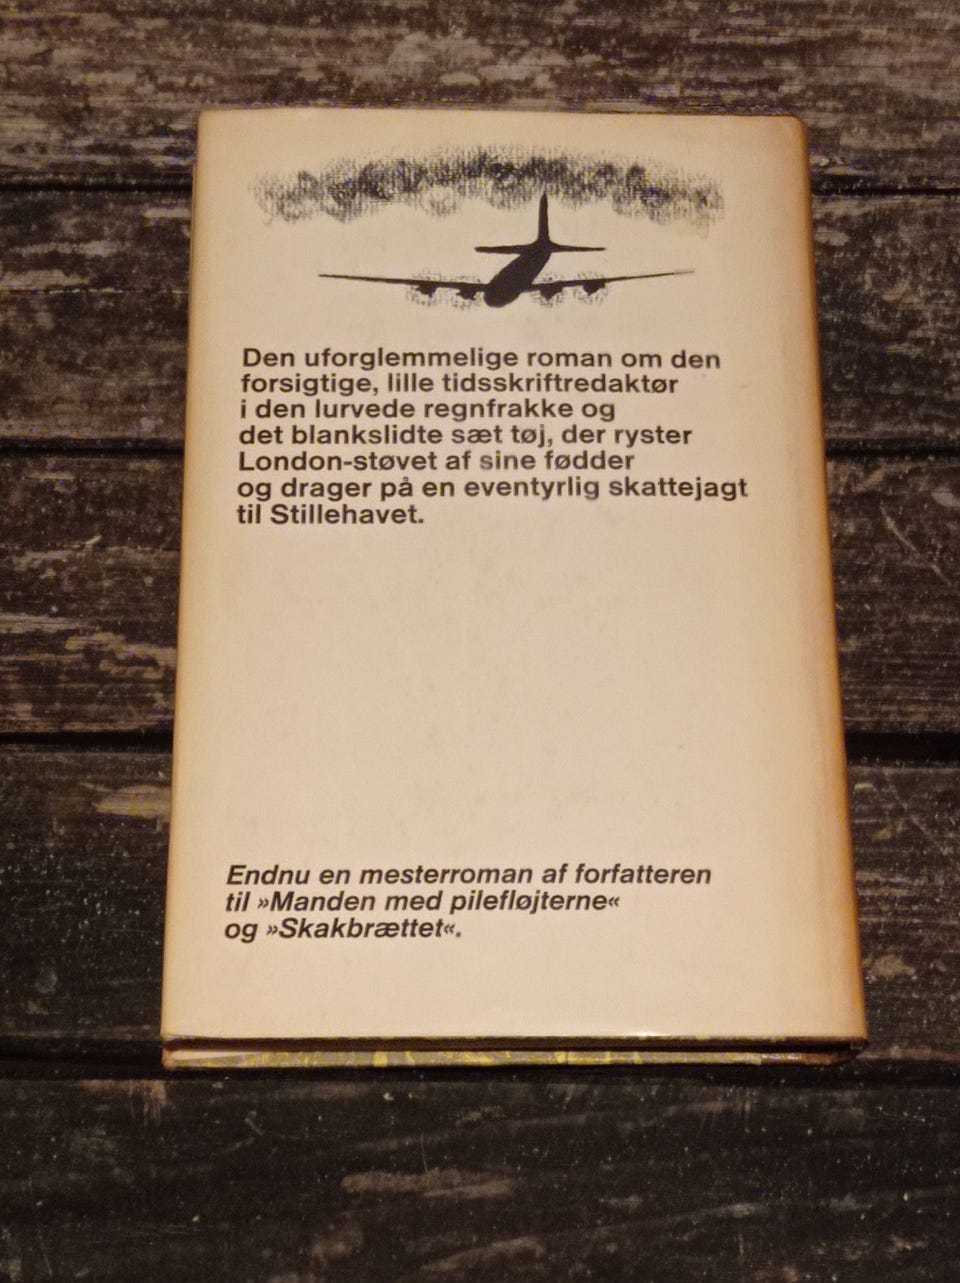 Den uforglemmelige roman om den
forsigtige, lille tidsskriftredaktør
i den lurvede regnfrakke og
det blankslidte sæt tøj, der ryster
London-støvet af sine fødder
og drager på en eventyrlig skattejagt
til Stillehavet.
Endnu en mesterroman af forfatteren
til »Manden med pilefløjterne«
og »Skakbrættet«.